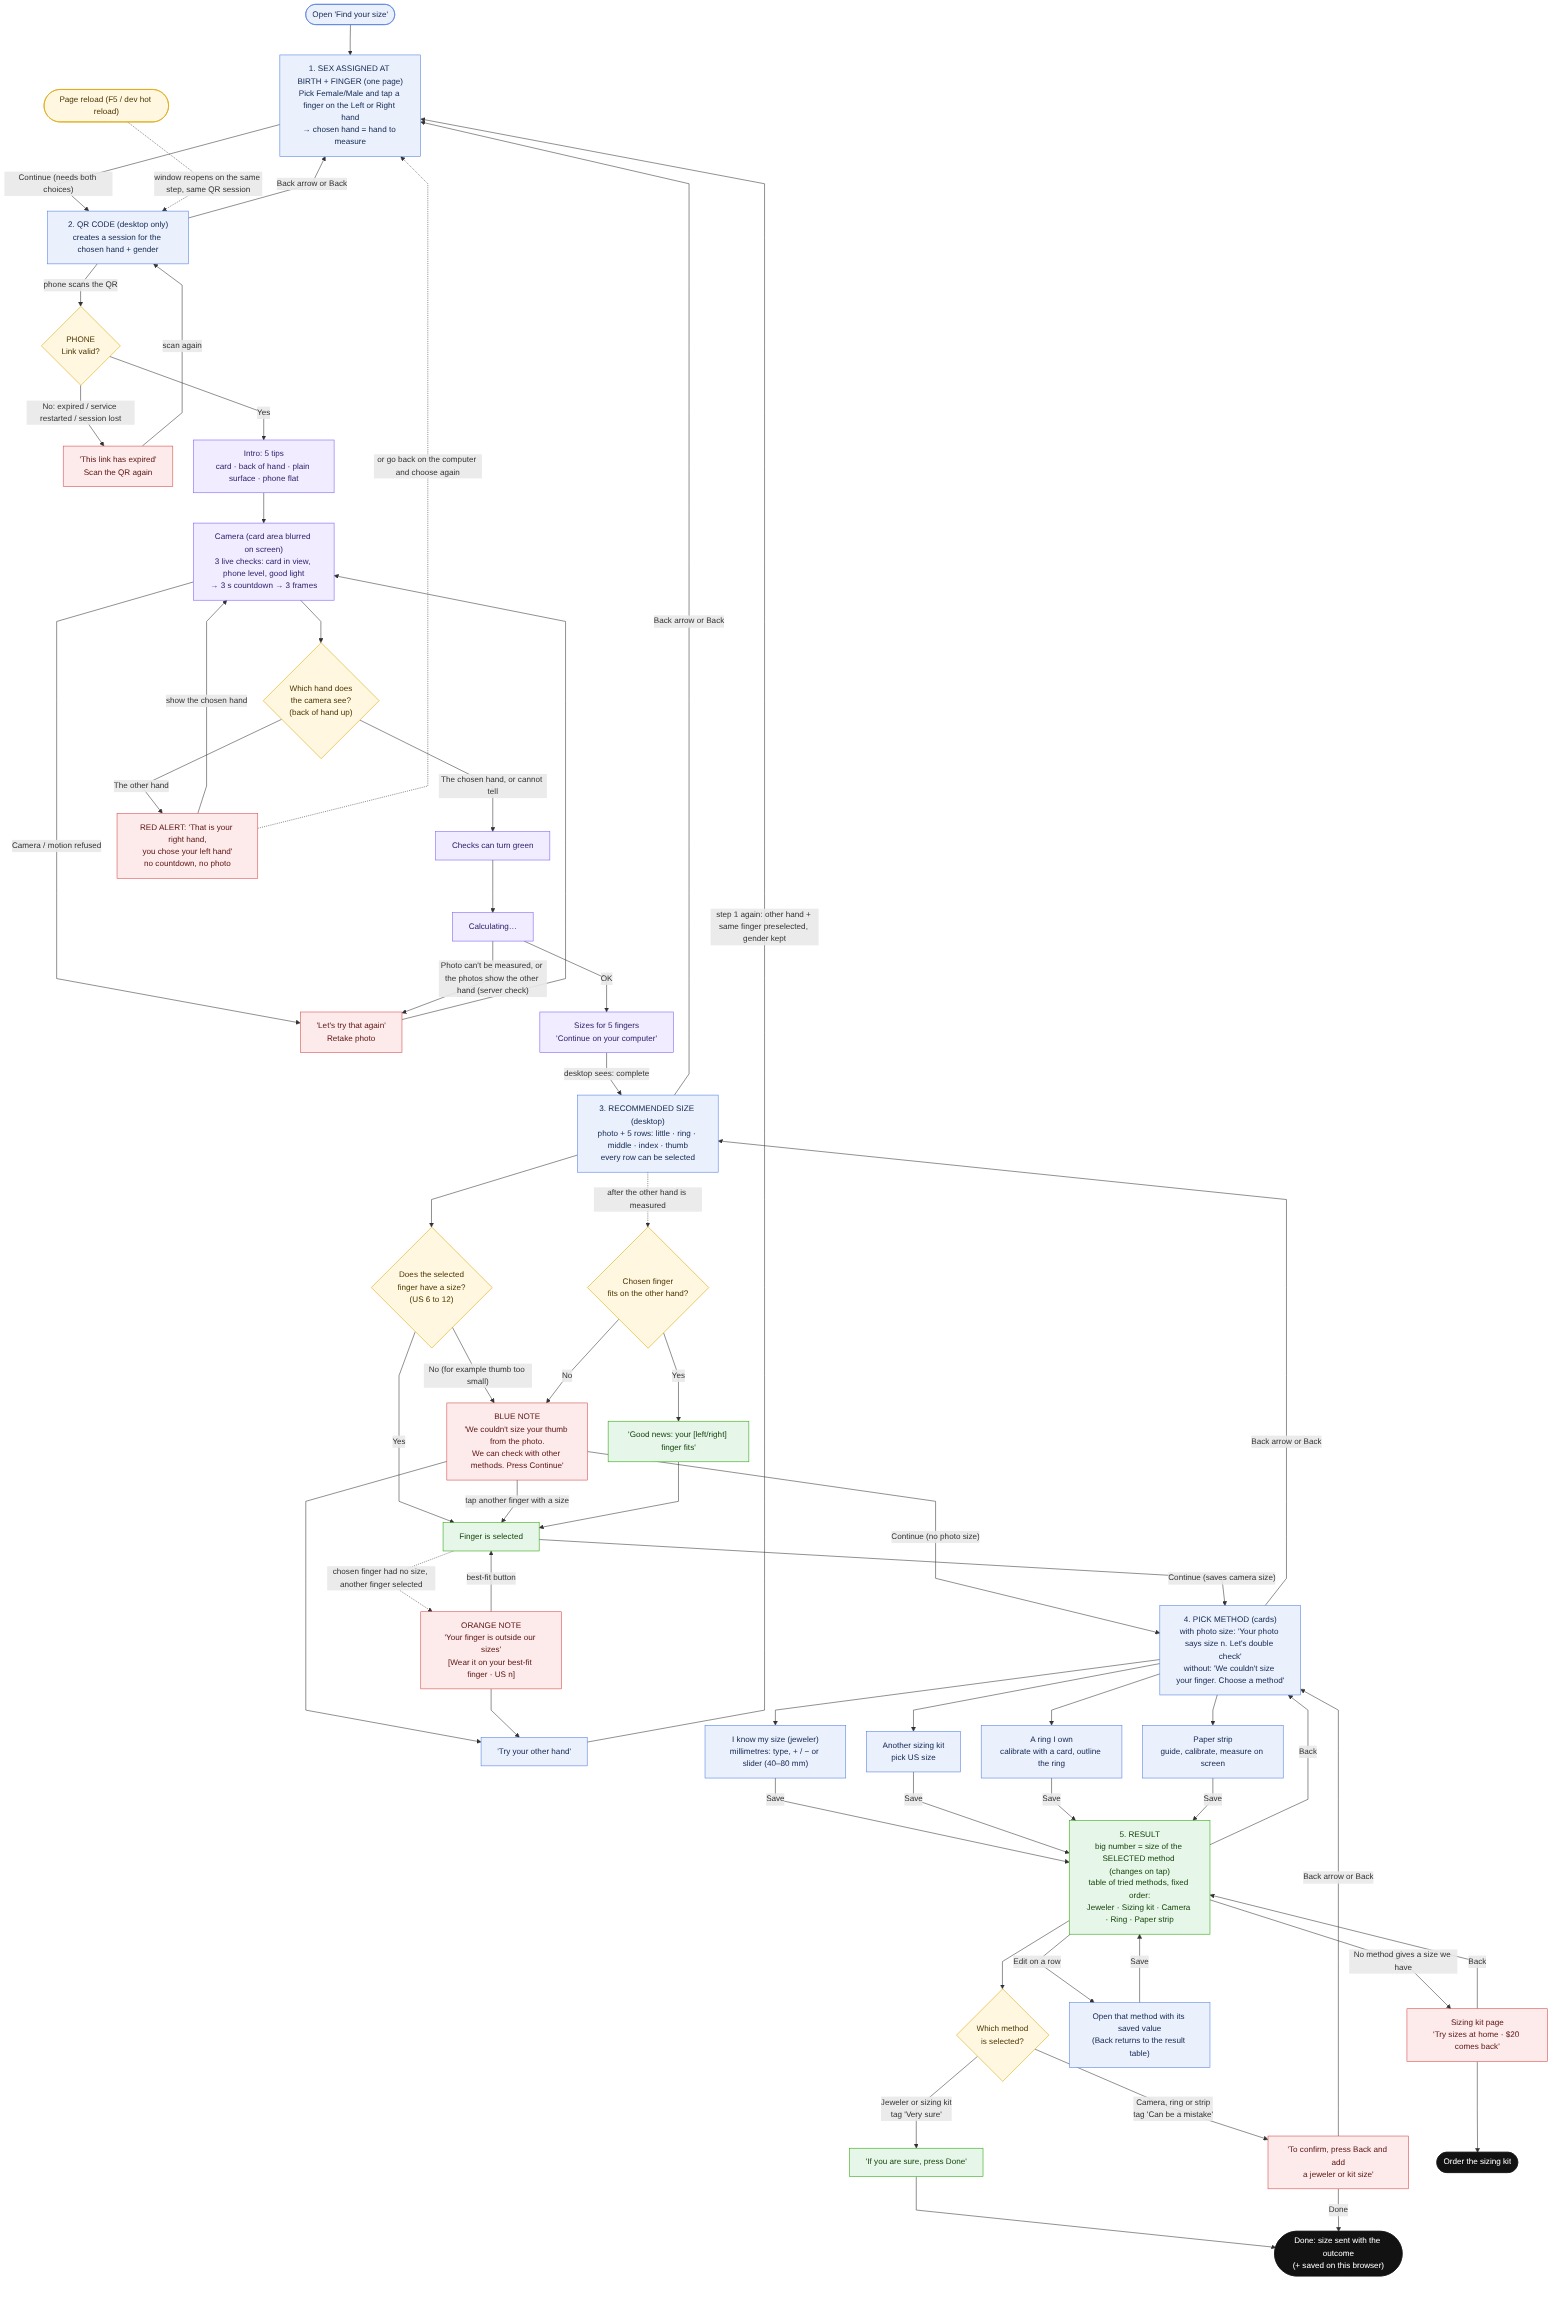 Open 'Find your size'
1. SEX ASSIGNED AT
BIRTH + FINGER (one page)
Pick Female/Male and tap a
finger on the Left or Right
hand
→ chosen hand = hand to
measure
Page reload (F5 / dev hot
reload)
Continue (needs both
choices)
window reopens on the same
step, same QR session
Back arrow or Back
2. QR CODE (desktop only)
creates a session for the
chosen hand + gender
phone scans the QR
PHONE
Link valid?
scan again
No: expired / service
restarted / session lost
Yes
'This link has expired'
Scan the QR again
Intro: 5 tips
card · back of hand · plain
surface · phone flat
or go back on the computer
and choose again
Camera (card area blurred
on screen)
3 live checks: card in view,
phone level, good light
→ 3 s countdown → 3 frames
Back arrow or Back
Which hand does
the camera see?
(back of hand up)
show the chosen hand
The other hand
The chosen hand, or cannot
tell
RED ALERT: 'That is your
right hand,
you chose your left hand'
no countdown, no photo
Camera / motion refused
Checks can turn green
Calculating…
step 1 again: other hand +
same finger preselected,
gender kept
Photo can't be measured, or
the photos show the other
hand (server check)
OK
'Let's try that again'
Retake photo
Sizes for 5 fingers
'Continue on your computer'
desktop sees: complete
3. RECOMMENDED SIZE
(desktop)
photo + 5 rows: little · ring ·
middle · index · thumb
every row can be selected
after the other hand is
measured
Does the selected
finger have a size?
(US 6 to 12)
Chosen finger
fits on the other hand?
No (for example thumb too
small)
No
Yes
Yes
BLUE NOTE
'We couldn't size your thumb
from the photo.
We can check with other
methods. Press Continue'
'Good news: your [left/right]
finger fits'
Back arrow or Back
tap another finger with a size
Finger is selected
Continue (no photo size)
chosen finger had no size,
another finger selected
best-fit button
Continue (saves camera size)
ORANGE NOTE
'Your finger is outside our
sizes'
[Wear it on your best-fit
finger · US n]
4. PICK METHOD (cards)
with photo size: 'Your photo
says size n. Let's double
check'
without: 'We couldn't size
your finger. Choose a method'
'Try your other hand'
I know my size (jeweler)
millimetres: type, + / − or
slider (40–80 mm)
Another sizing kit
pick US size
A ring I own
calibrate with a card, outline
the ring
Paper strip
guide, calibrate, measure on
screen
Back
Save
Save
Save
Save
5. RESULT
big number = size of the
SELECTED method
(changes on tap)
table of tried methods, fixed
order:
Jeweler · Sizing kit · Camera
· Ring · Paper strip
Back arrow or Back
Edit on a row
Save
No method gives a size we
have
Back
Which method
is selected?
Open that method with its
saved value
(Back returns to the result
table)
Sizing kit page
'Try sizes at home · $20
comes back'
Jeweler or sizing kit
tag 'Very sure'
Camera, ring or strip
tag 'Can be a mistake'
'If you are sure, press Done'
'To confirm, press Back and
add
a jeweler or kit size'
Order the sizing kit
Done
Done: size sent with the
outcome
(+ saved on this browser)